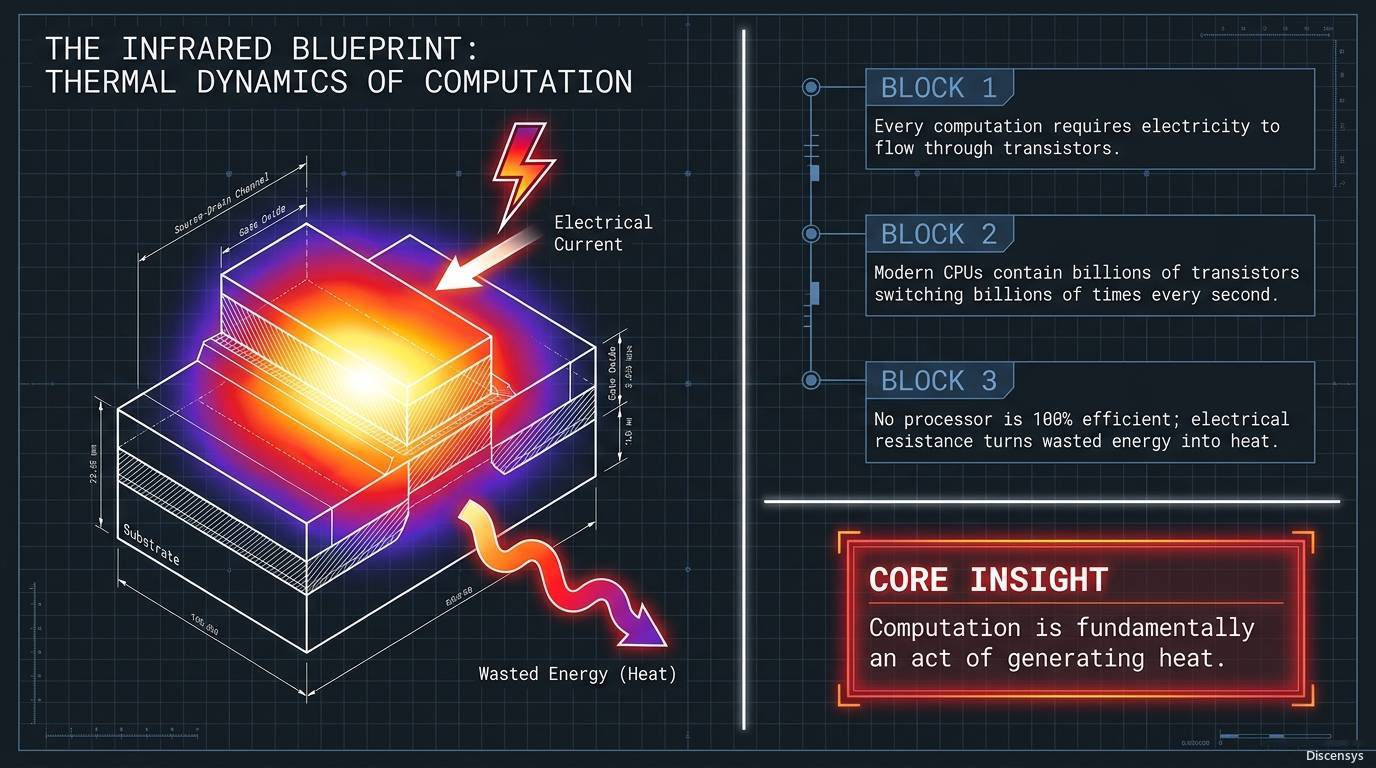 THE INFRARED BLUEPRINT:
THERMAL DYNAMICS OF COMPUTATION
Source-Drain Channel
Gate Oxide
Electrical
Current
Substrate
Wasted Energy (Heat)
BLOCK 1
Every computation requires electricity to
flow through transistors.
BLOCK 2
Modern CPUs contain billions of transistors
switching billions of times every second.
BLOCK 3
No processor is 100% efficient; electrical
resistance turns wasted energy into heat.
CORE INSIGHT
Computation is fundamentally
an act of generating heat.
Discensys